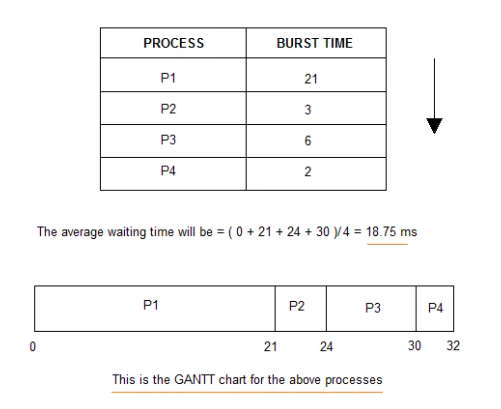 PROCESS BURST TIME
P1 21
P2 3
P3 6
P4 2
The average waiting time will be = ( 0 + 21 + 24 + 30 )/ 4 = 18.75 ms
P1 P2 P3 P4
0 21 24 30 32
This is the GANTT chart for the above processes